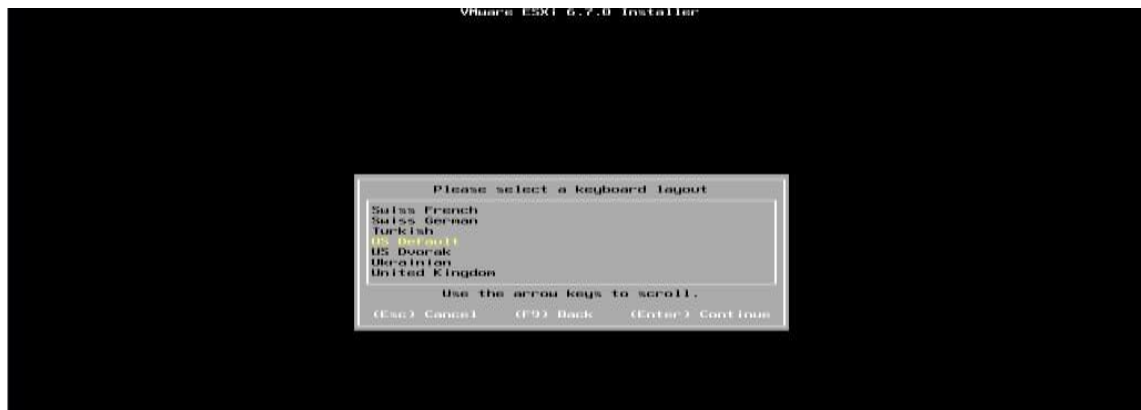 VMware ESXi 6.7.0 Installer
Please select a keyboard layout
Swiss French
Swiss German
Turkish
US Default
US Dvorak
Ukrainian
United Kingdom
Use the arrow keys to scroll.
(Esc) Cancel (F9) Back (Enter) Continue